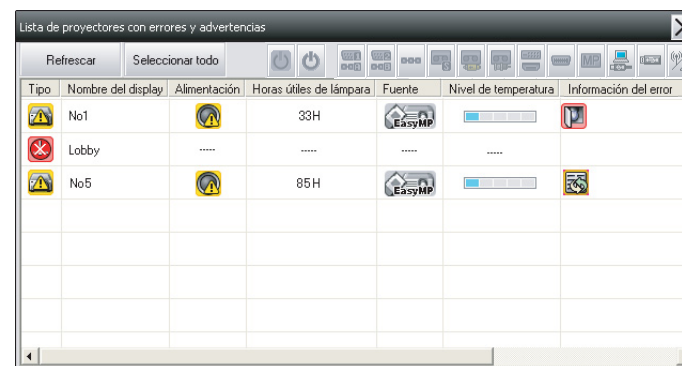 Lista de proyectores con errores y advertencias
Refrescar Seleccionar todo MP
Tipo Nombre del display Alimentación Horas útiles de lámpara Fuente Nivel de temperatura Información del error
No1 33H EasyMP
Lobby ----- ----- ----- -----
No5 85H EasyMP